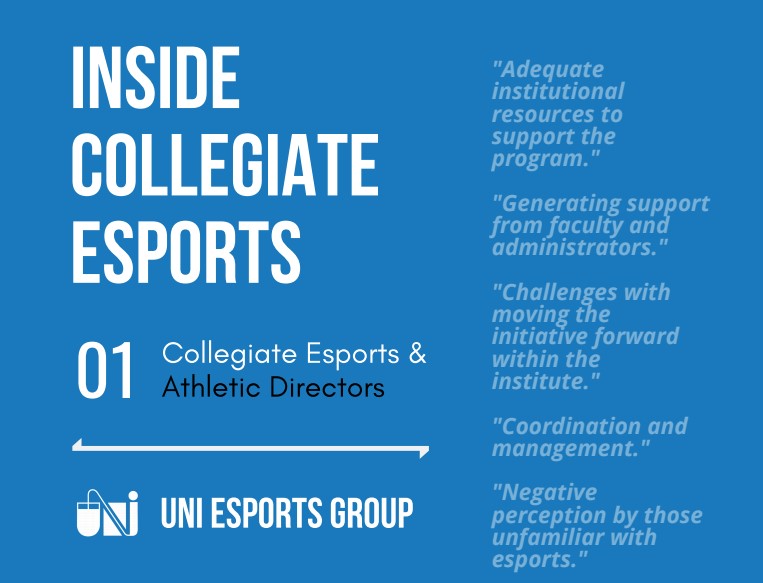 INSIDE
COLLEGIATE
ESPORTS
01
Collegiate Esports &
Athletic Directors
uni
UNI ESPORTS GROUP
"Adequate
institutional
resources to
support the
program."
"Generating support
from faculty and
administrators."
"Challenges with
moving the
initiative forward
within the
institute."
"Coordination and
management."
"Negative
perception by those
unfamiliar with
esports."